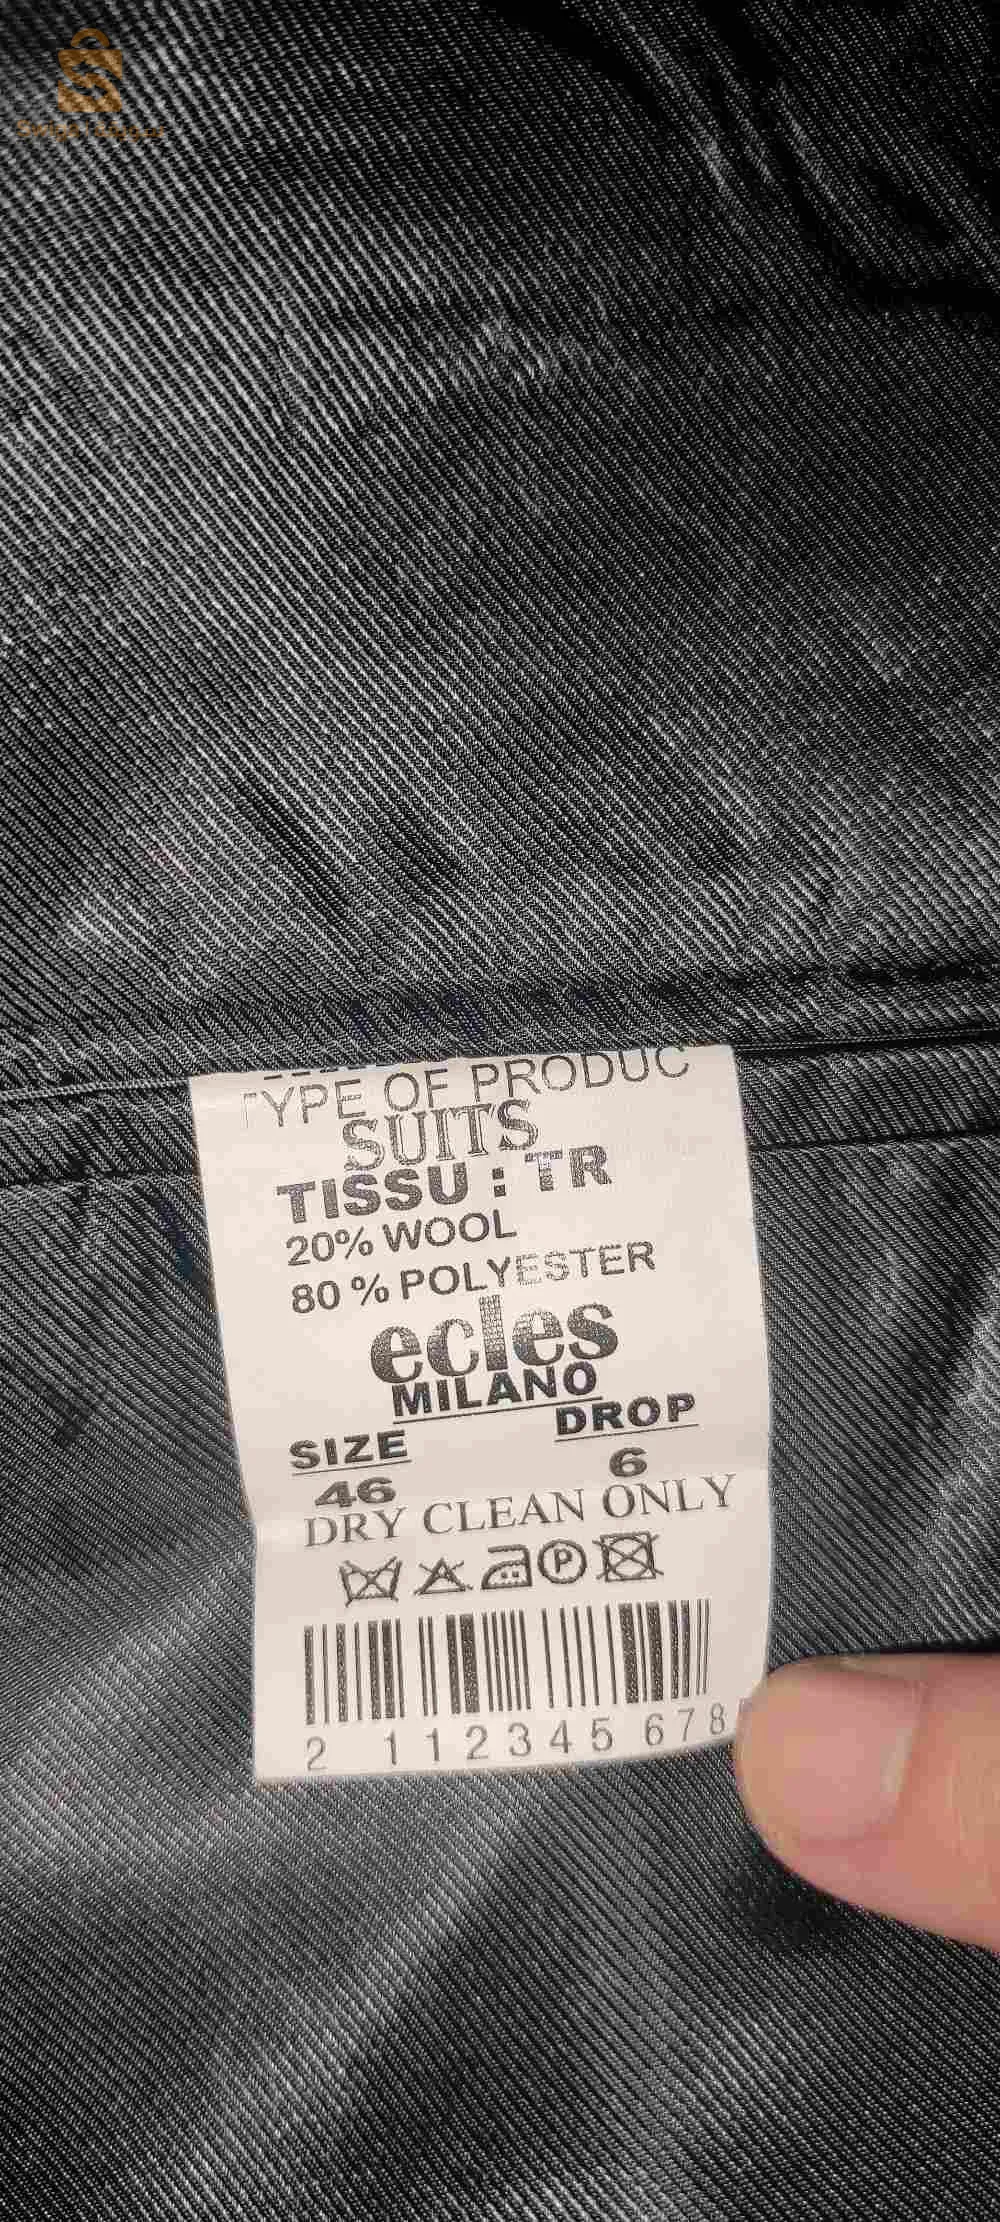 TYPE OF PRODUC
SUITS
TISSU : TR
20% WOOL
80 % POLYESTER
ecles
MILANO
SIZE DROP
46 6
DRY CLEAN ONLY
P
2 112345 678